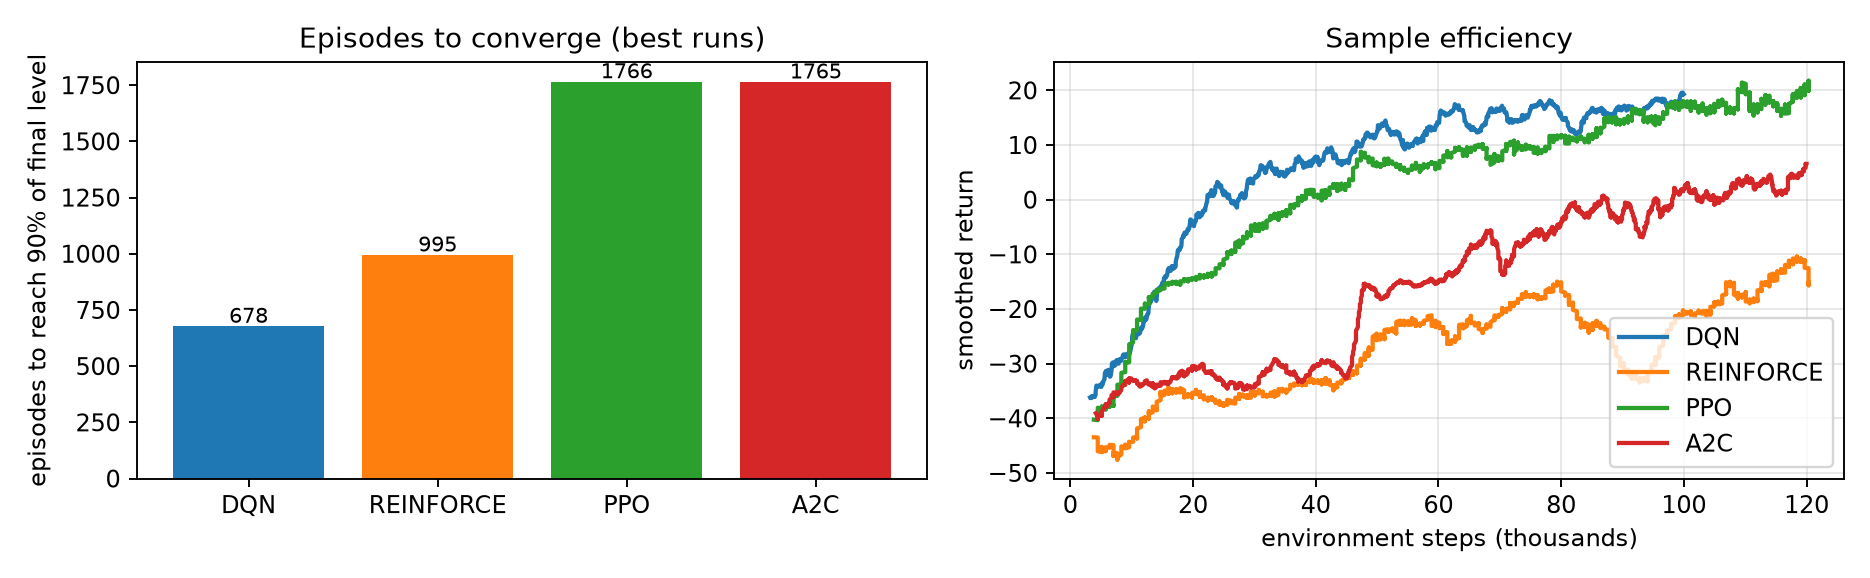 Episodes to converge (best runs)
episodes to reach 90% of final level
1750
1500
1250
1000
750
500
250
0
678
995
1766
1765
DQN
REINFORCE
PPO
A2C
Sample efficiency
smoothed return
20
10
0
−10
−20
−30
−40
−50
DQN
REINFORCE
PPO
A2C
0
20
40
60
80
100
120
environment steps (thousands)